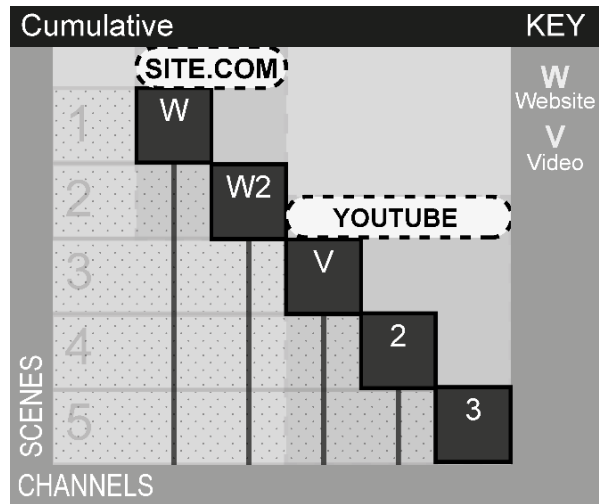 Cumulative
KEY
SITE.COM
W
Website
V
Video
1
W
2
W2
YOUTUBE
3
V
4
2
5
3
SCENES
CHANNELS